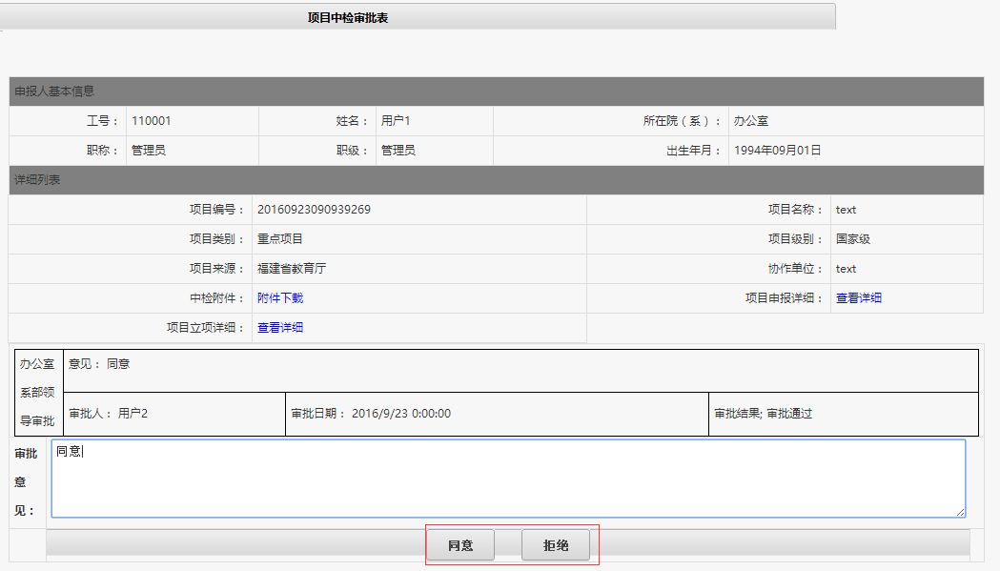 项目中检审批表
申报人基本信息
工号： 110001 姓名： 用户1 所在院（系）： 办公室
职称： 管理员 职级： 管理员 出生年月： 1994年09月01日
详细列表
项目编号： 20160923090939269 项目名称： text
项目类别： 重点项目 项目级别： 国家级
项目来源： 福建省教育厅 协作单位： text
中检附件： 附件下载 项目申报详细： 查看详细
项目立项详细： 查看详细
办公室
系部领
导审批
意见： 同意
审批人： 用户2 审批日期： 2016/9/23 0:00:00 审批结果; 审批通过
审批
意
见：
同意
同意 拒绝